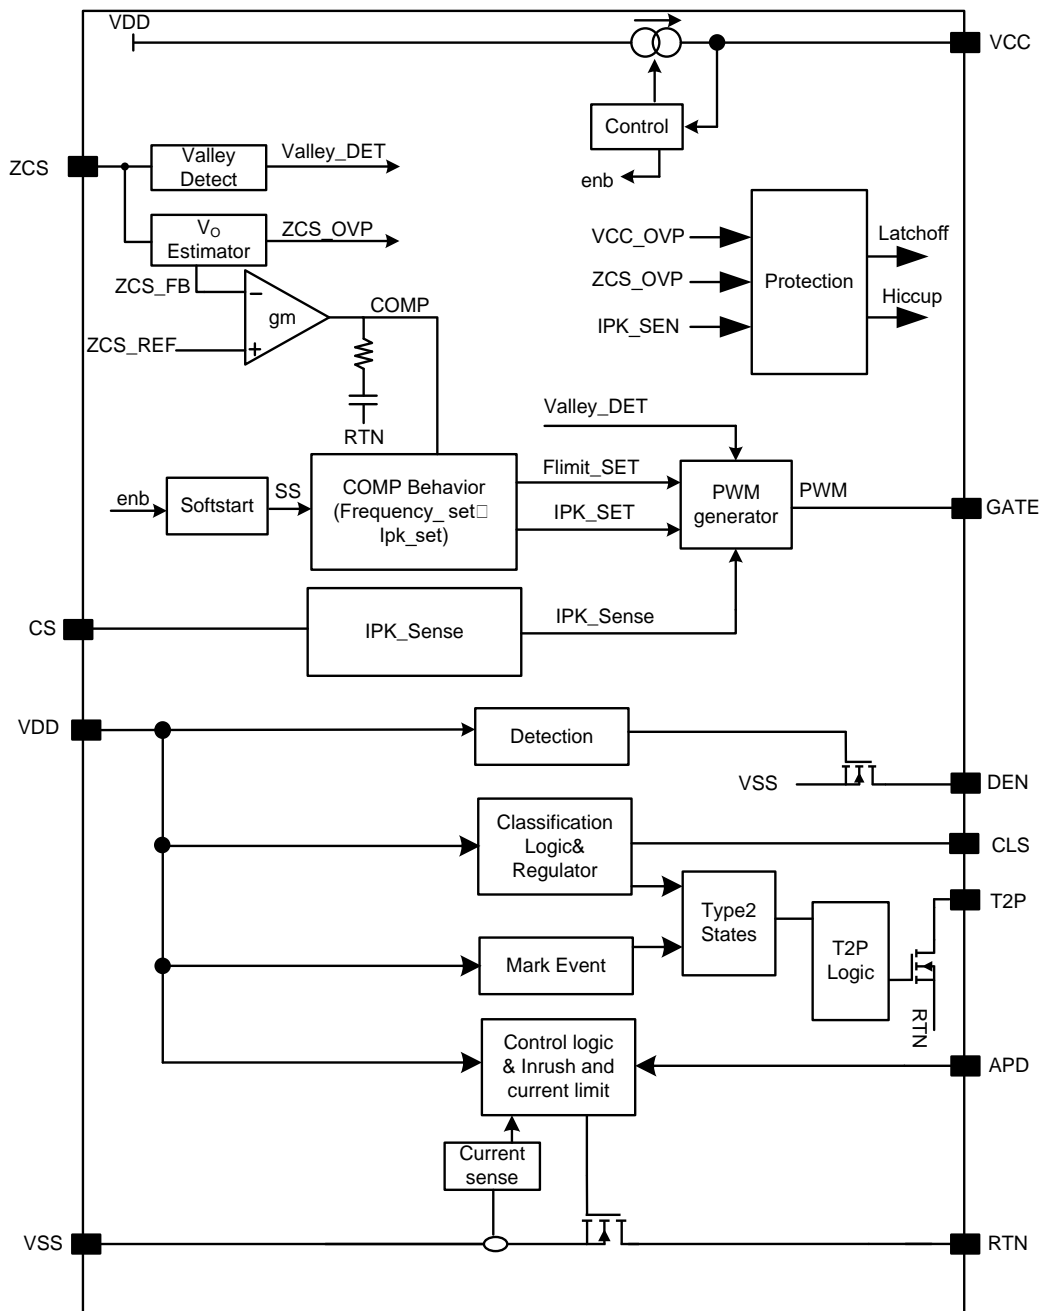 VDD
VCC
Control
enb
ZCS
Valley
Detect
Valley_DET
VO
Estimator
ZCS_OVP
ZCS_FB
−
gm
+
COMP
ZCS_REF
RTN
VCC_OVP
ZCS_OVP
IPK_SEN
Protection
Latchoff
Hiccup
Valley_DET
enb
Softstart
SS
COMP Behavior
(Frequency_ set□
Ipk_set)
Flimit_SET
IPK_SET
PWM
generator
PWM
GATE
CS
IPK_Sense
IPK_Sense
VDD
Detection
VSS
DEN
Classification
Logic&
Regulator
CLS
Type2
States
T2P
Mark Event
T2P
Logic
RTN
Control logic
& Inrush and
current limit
APD
Current
sense
VSS
RTN